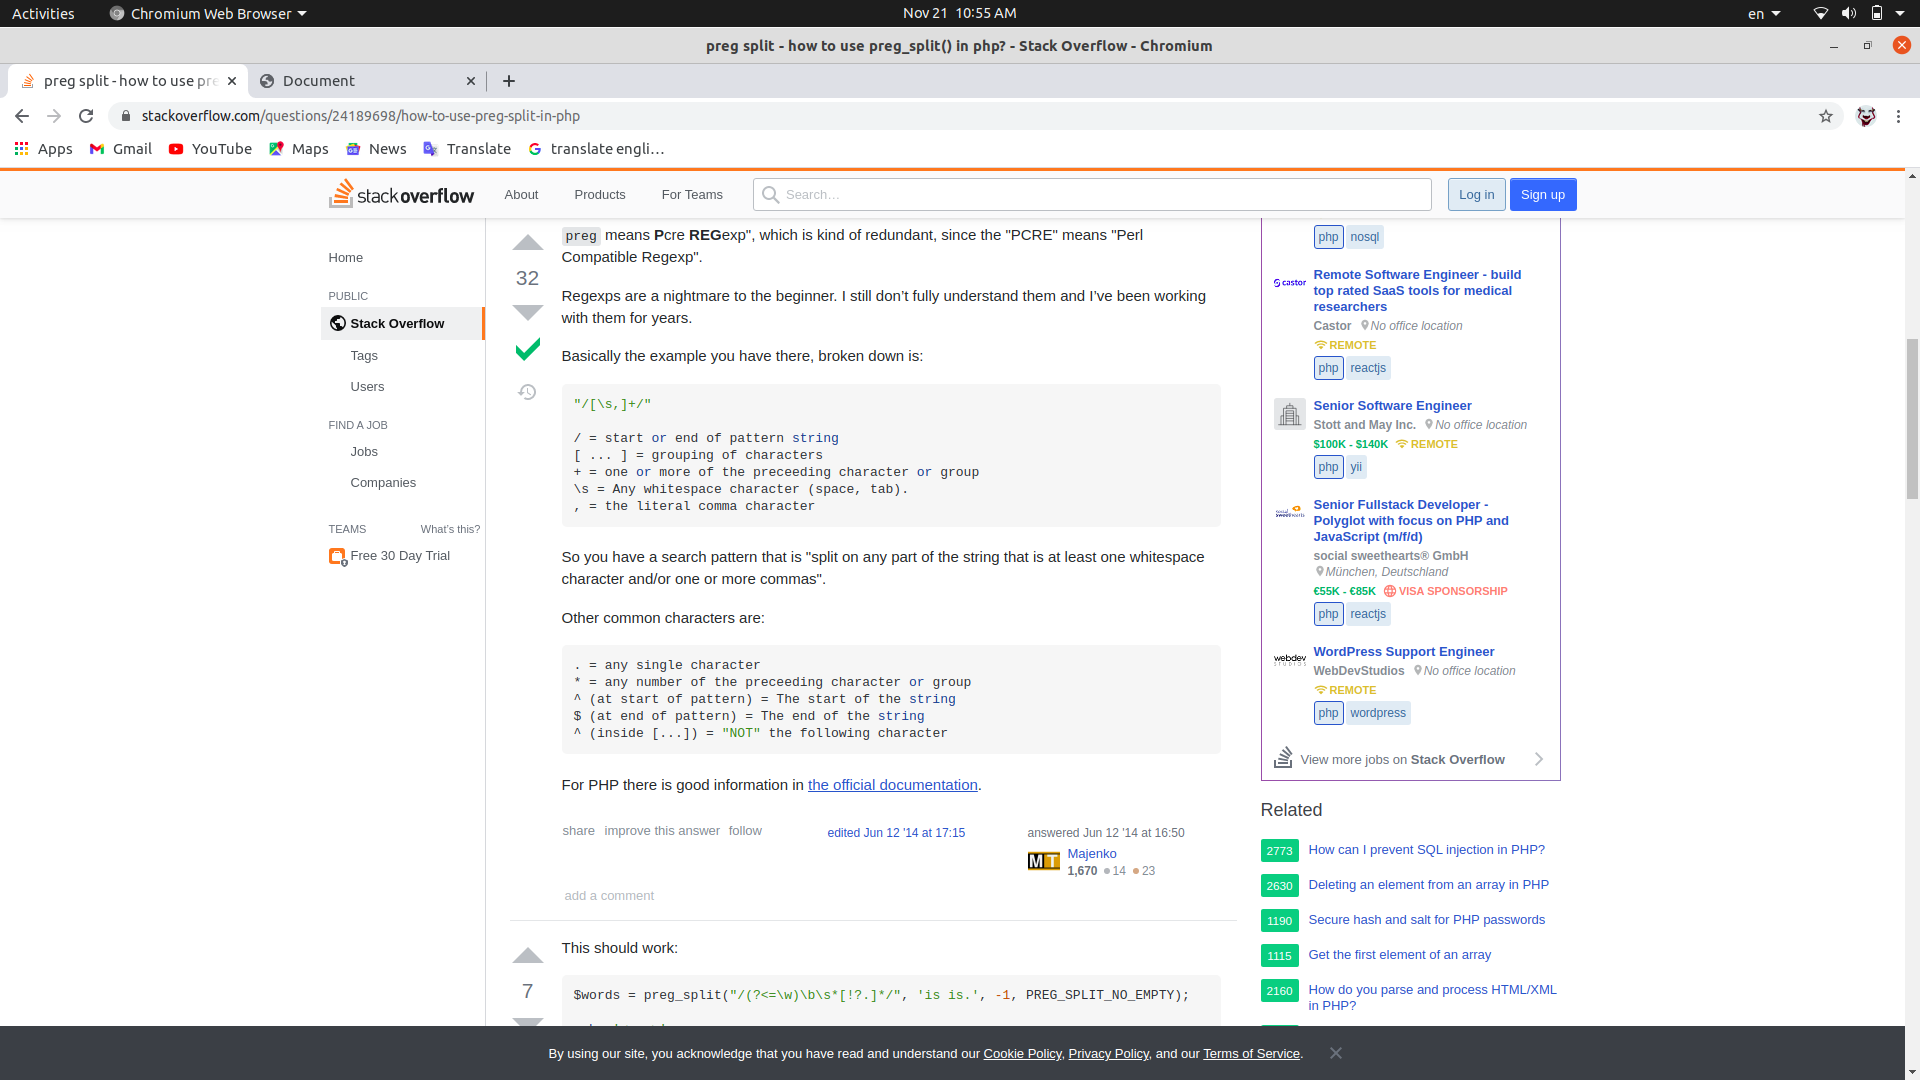 Activities
Chromium Web Browser
Nov 21 10:55 AM
en
preg split - how to use preg_split() in php? - Stack Overflow - Chromium
preg split - how to use pre
Document
stackoverflow.com/questions/24189698/how-to-use-preg-split-in-php
Apps
Gmail
YouTube
Maps
News
Translate
translate engli…
stackoverflow
About
Products
For Teams
Search…
Log in
Sign up
Home
PUBLIC
Stack Overflow
Tags
Users
FIND A JOB
Jobs
Companies
TEAMS
What's this?
Free 30 Day Trial
32
preg means Pcre REGexp", which is kind of redundant, since the "PCRE" means "Perl
Compatible Regexp".
Regexps are a nightmare to the beginner. I still don’t fully understand them and I’ve been working
with them for years.
Basically the example you have there, broken down is:
"/[\s,]+/"
/ = start or end of pattern string
[ ... ] = grouping of characters
+ = one or more of the preceeding character or group
\s = Any whitespace character (space, tab).
, = the literal comma character
So you have a search pattern that is "split on any part of the string that is at least one whitespace
character and/or one or more commas".
Other common characters are:
. = any single character
* = any number of the preceeding character or group
^ (at start of pattern) = The start of the string
$ (at end of pattern) = The end of the string
^ (inside [...]) = "NOT" the following character
For PHP there is good information in the official documentation.
share improve this answer follow
edited Jun 12 '14 at 17:15
answered Jun 12 '14 at 16:50
MT
Majenko
1,670 14 23
add a comment
7
This should work:
$words = preg_split("/(?<=\w)\b\s*[!?.]*/", 'is is.', -1, PREG_SPLIT_NO_EMPTY);
php nosql
castor
Remote Software Engineer - build
top rated SaaS tools for medical
researchers
Castor No office location
REMOTE
php reactjs
Senior Software Engineer
Stott and May Inc. No office location
$100K - $140K REMOTE
php yii
Senior Fullstack Developer -
Polyglot with focus on PHP and
JavaScript (m/f/d)
social sweethearts® GmbH
München, Deutschland
€55K - €85K VISA SPONSORSHIP
php reactjs
webdev
studios
WordPress Support Engineer
WebDevStudios No office location
REMOTE
php wordpress
View more jobs on Stack Overflow
Related
2773 How can I prevent SQL injection in PHP?
2630 Deleting an element from an array in PHP
1190 Secure hash and salt for PHP passwords
1115 Get the first element of an array
2160 How do you parse and process HTML/XML
in PHP?
By using our site, you acknowledge that you have read and understand our Cookie Policy, Privacy Policy, and our Terms of Service.